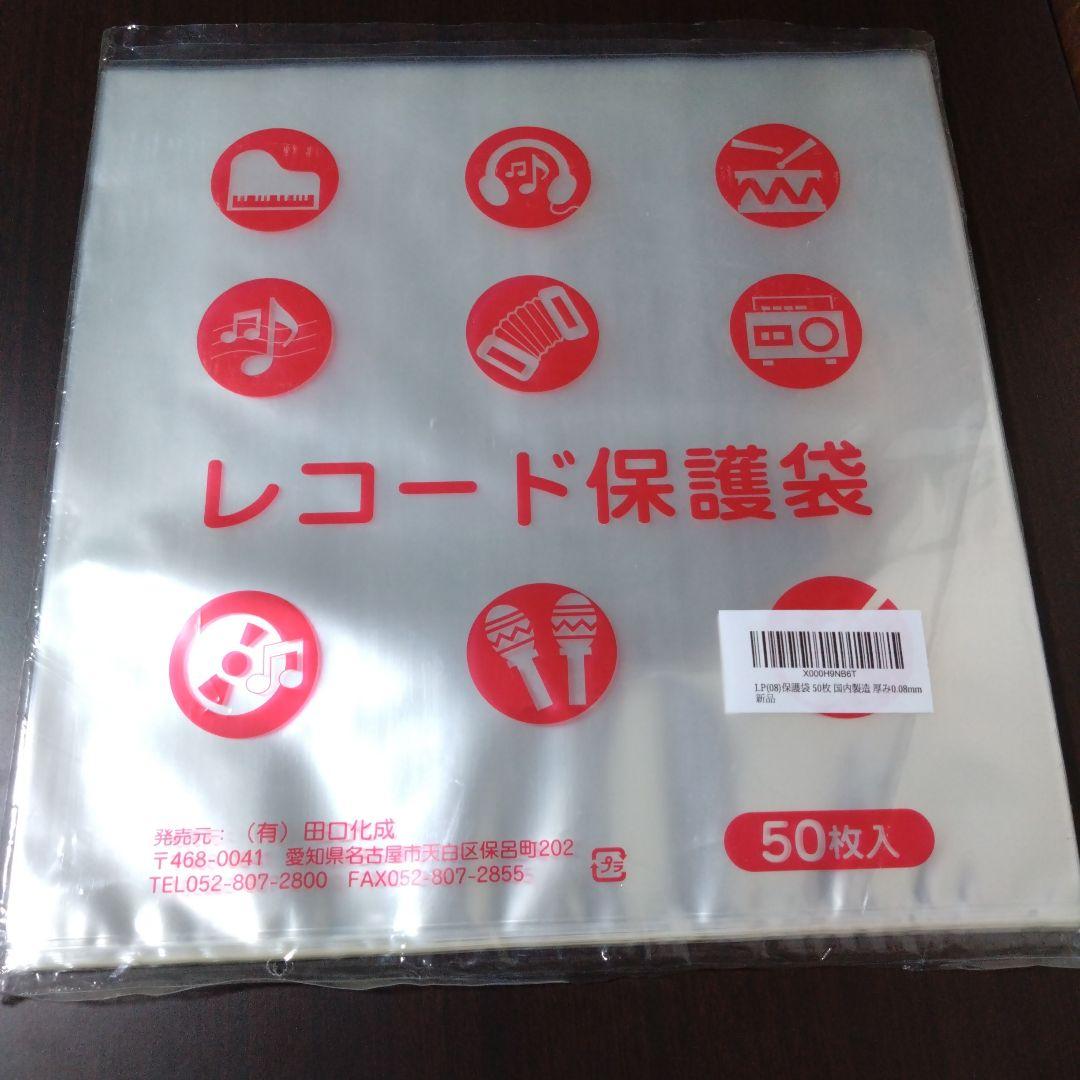 レコード保護袋
X000H9NB6T
LP(08)保護袋 50枚 国内製造 厚み0.08mm
新品
発売元：（有）田口化成
〒468-0041 愛知県名古屋市天白区保呂町202
TEL052-807-2800 FAX052-807-2855
プラ
50枚入